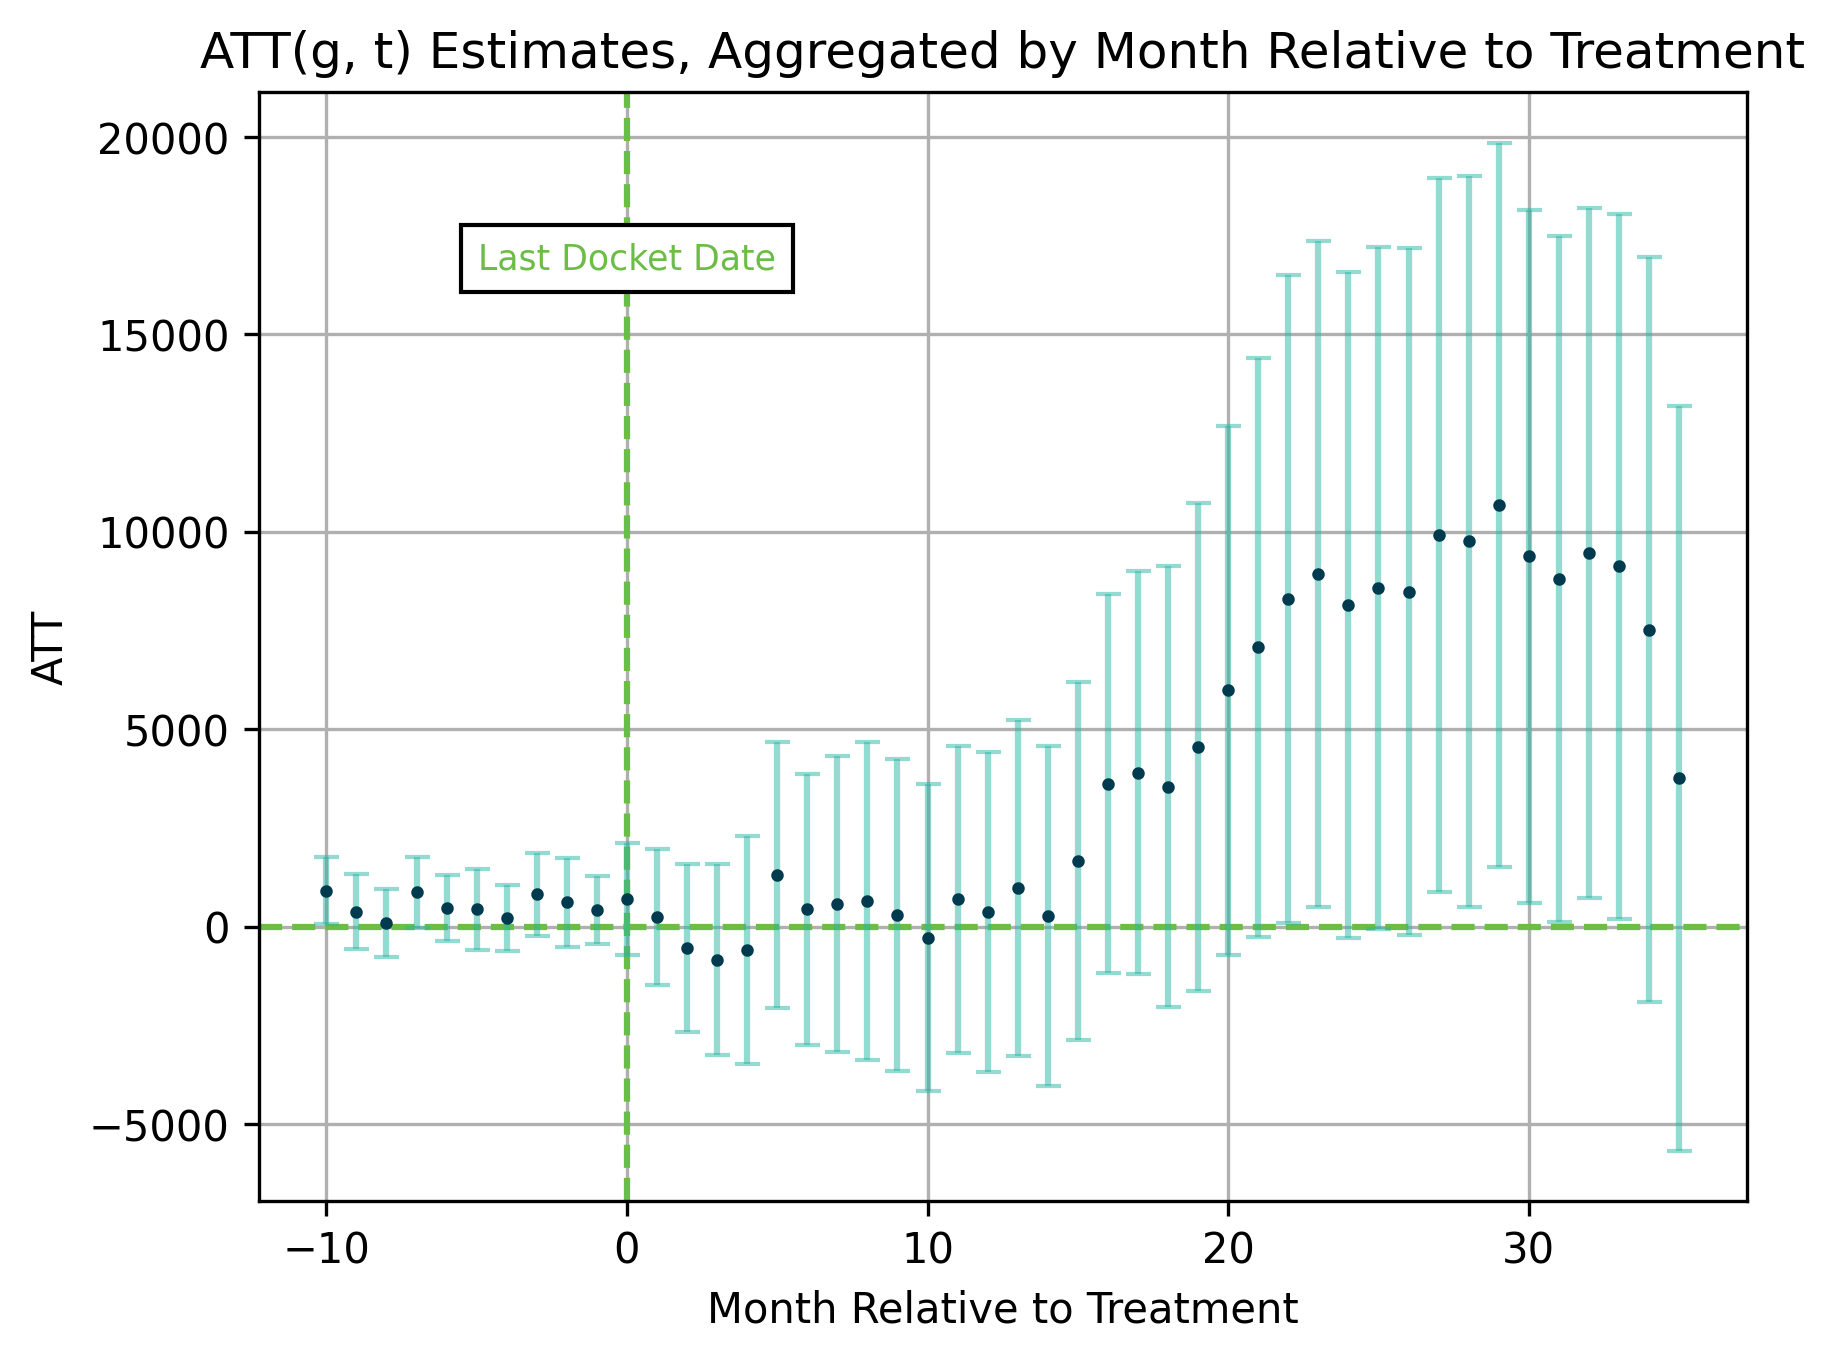 ATT(g, t) Estimates, Aggregated by Month Relative to Treatment
20000
15000
10000
5000
0
−5000
ATT
Last Docket Date
−10 0 10 20 30
Month Relative to Treatment